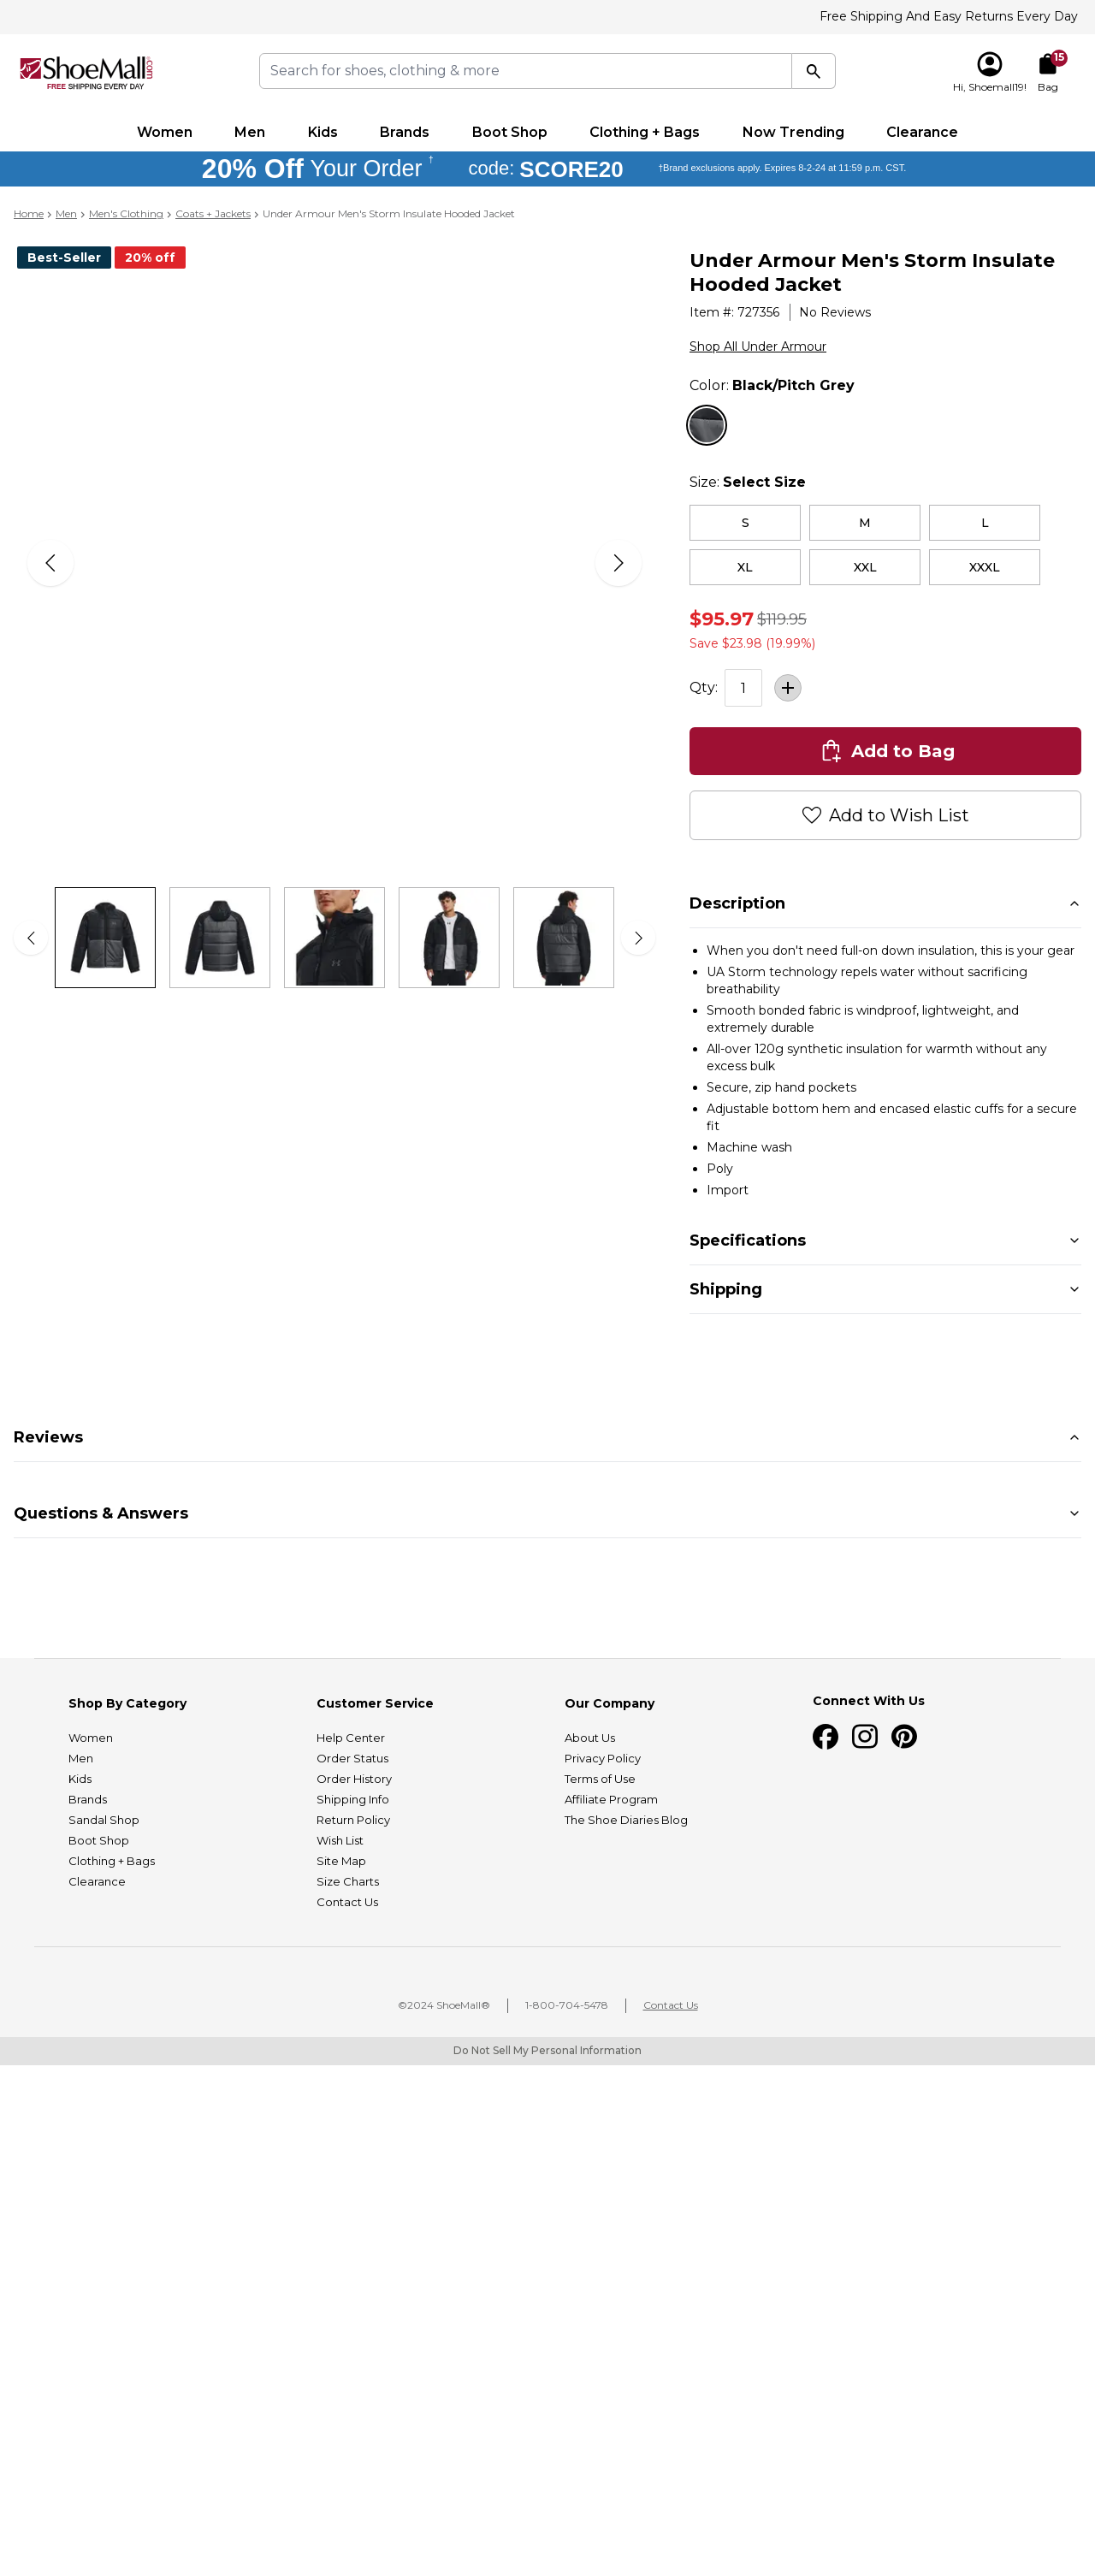 Free Shipping And Easy Returns Every Day
ShoeMall.com
FREE SHIPPING EVERY DAY
Search for shoes, clothing & more
Hi, Shoemall19!
15
Bag
Women Men Kids Brands Boot Shop Clothing + Bags Now Trending Clearance
20% Off Your Order † code: SCORE20 †Brand exclusions apply. Expires 8-2-24 at 11:59 p.m. CST.
Home > Men > Men's Clothing > Coats + Jackets > Under Armour Men's Storm Insulate Hooded Jacket
Best-Seller 20% off
Under Armour Men's Storm Insulate
Hooded Jacket
Item #: 727356 | No Reviews
Shop All Under Armour
Color: Black/Pitch Grey
Size: Select Size
S M L
XL XXL XXXL
$95.97 $119.95
Save $23.98 (19.99%)
Qty: 1 +
Add to Bag
Add to Wish List
Description
• When you don't need full-on down insulation, this is your gear
• UA Storm technology repels water without sacrificing
breathability
• Smooth bonded fabric is windproof, lightweight, and
extremely durable
• All-over 120g synthetic insulation for warmth without any
excess bulk
• Secure, zip hand pockets
• Adjustable bottom hem and encased elastic cuffs for a secure
fit
• Machine wash
• Poly
• Import
Specifications
Shipping
Reviews
Questions & Answers
Shop By Category
Women
Men
Kids
Brands
Sandal Shop
Boot Shop
Clothing + Bags
Clearance
Customer Service
Help Center
Order Status
Order History
Shipping Info
Return Policy
Wish List
Site Map
Size Charts
Contact Us
Our Company
About Us
Privacy Policy
Terms of Use
Affiliate Program
The Shoe Diaries Blog
Connect With Us
©2024 ShoeMall® | 1-800-704-5478 | Contact Us
Do Not Sell My Personal Information